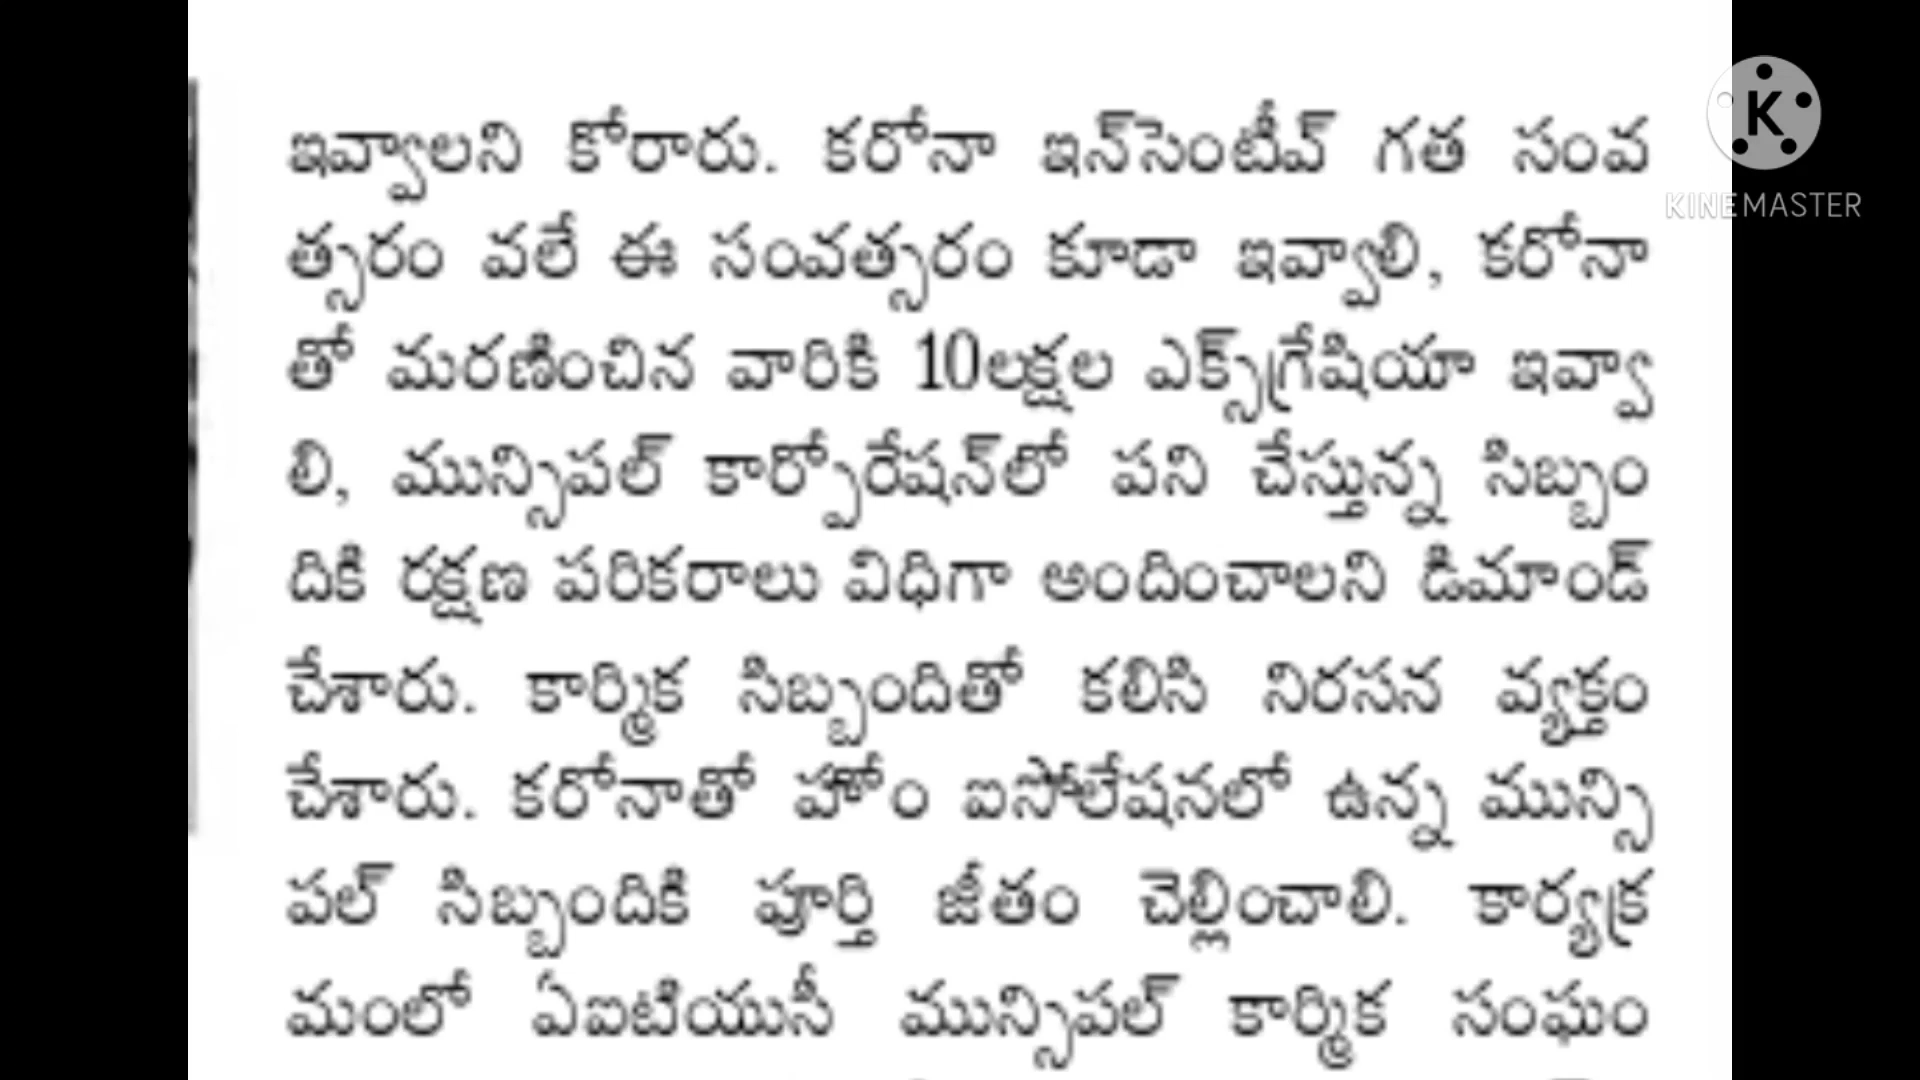 ఇవ్వాలని కోరారు. కరోనా ఇన్‌సెంటీవ్ గత సంవ
త్సరం వలే ఈ సంవత్సరం కూడా ఇవ్వాలి, కరోనా
తో మరణించిన వారికి 10లక్షల ఎక్స్‌గ్రేషియా ఇవ్వా
లి, మున్సిపల్ కార్పోరేషన్‌లో పని చేస్తున్న సిబ్బం
దికి రక్షణ పరికరాలు విధిగా అందించాలని డిమాండ్
చేశారు. కార్మిక సిబ్బందితో కలిసి నిరసన వ్యక్తం
చేశారు. కరోనాతో హోం ఐసోలేషనలో ఉన్న మున్సి
పల్ సిబ్బందికి పూర్తి జీతం చెల్లించాలి. కార్యక్ర
మంలో ఏఐటియుసీ మున్సిపల్ కార్మిక సంఘం
K
KINEMASTER